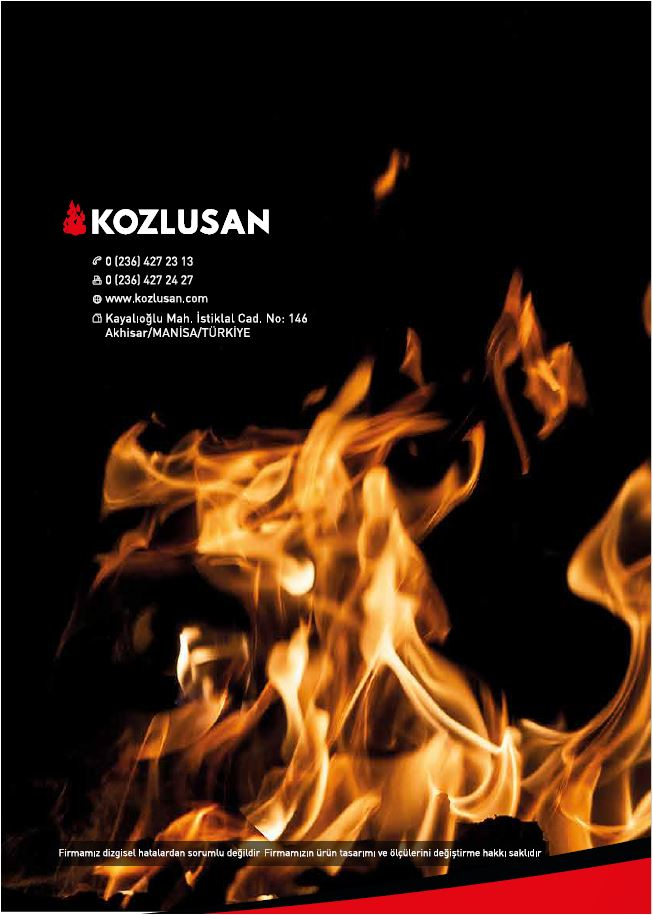 KOZLUSAN
0 (236) 427 23 13
0 (236) 427 24 27
www.kozlusan.com
Kayalıoğlu Mah. İstiklal Cad. No: 146
Akhisar/MANİSA/TÜRKİYE
Firmamız dizgisel hatalardan sorumlu değildir Firmamızın ürün tasarımı ve ölçülerini değiştirme hakkı saklıdır